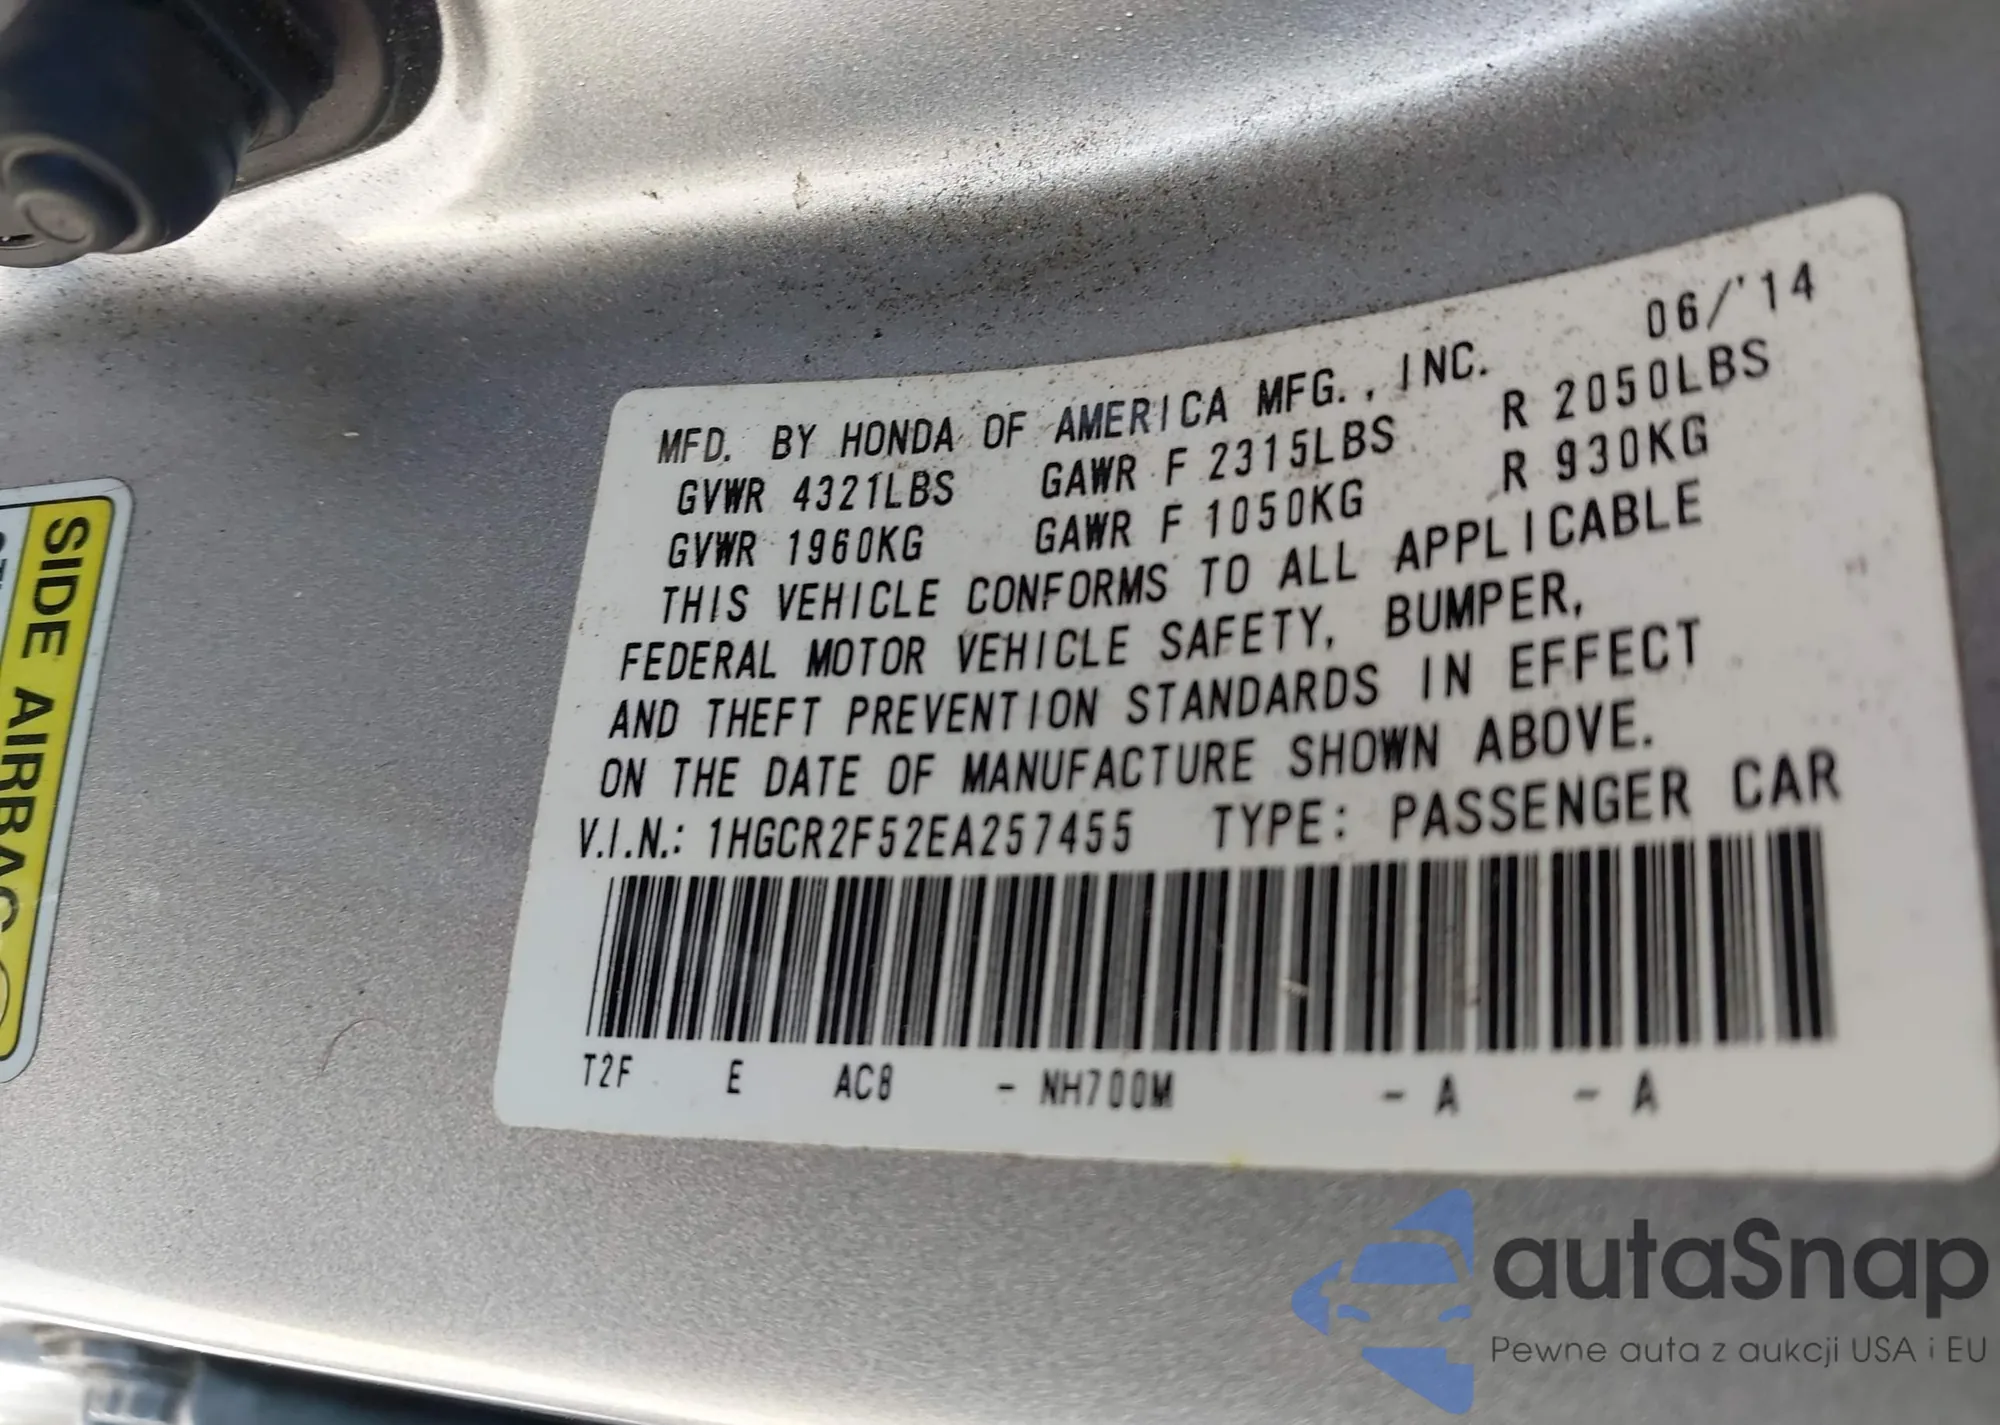 MFD. BY HONDA OF AMERICA MFG., INC. 06/'14
GVWR 4321LBS GAWR F 2315LBS R 2050LBS
GVWR 1960KG GAWR F 1050KG R 930KG
THIS VEHICLE CONFORMS TO ALL APPLICABLE
FEDERAL MOTOR VEHICLE SAFETY, BUMPER,
AND THEFT PREVENTION STANDARDS IN EFFECT
ON THE DATE OF MANUFACTURE SHOWN ABOVE.
V.I.N.: 1HGCR2F52EA257455 TYPE: PASSENGER CAR
T2F E AC8 - NH700M - A - A
SIDE AIRBAG
autaSnap
Pewne auta z aukcji USA i EU